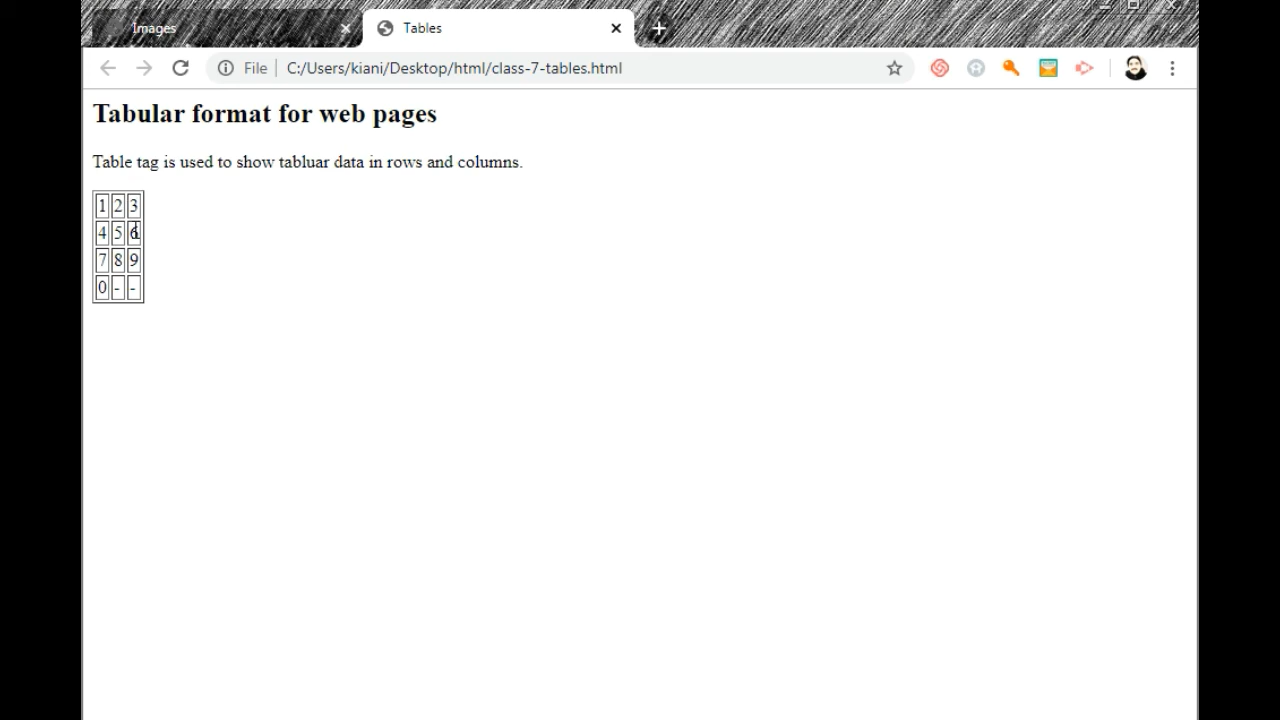 Images
Tables
File C:/Users/kiani/Desktop/html/class-7-tables.html
Tabular format for web pages
Table tag is used to show tabluar data in rows and columns.
1 2 3
4 5 6
7 8 9
0 - -